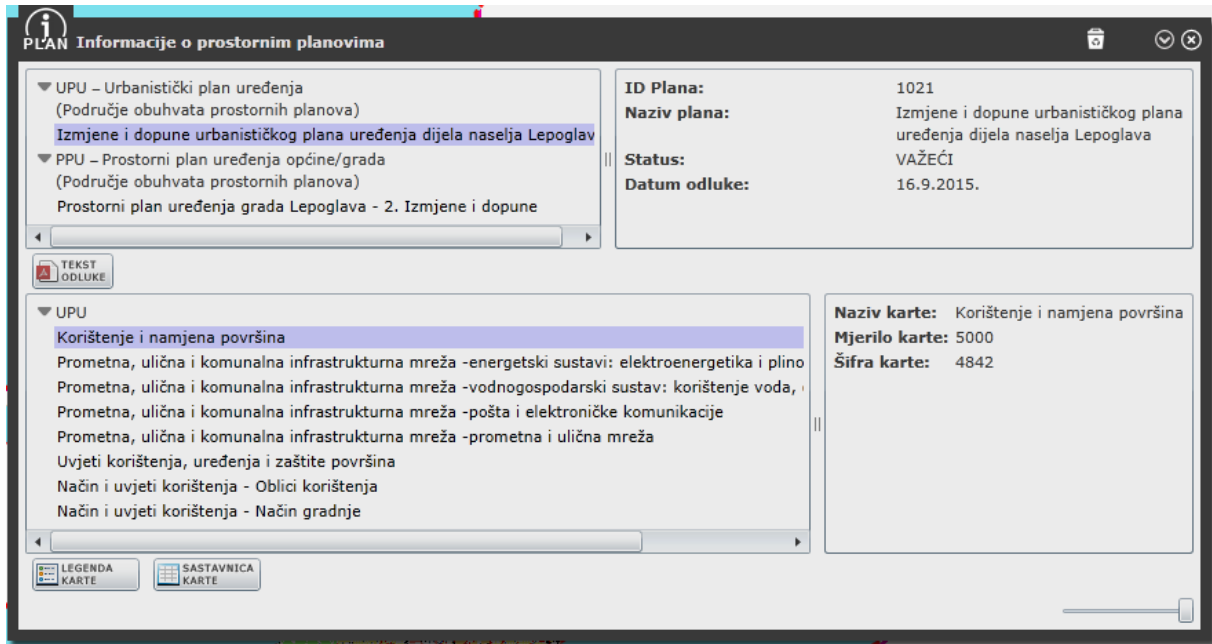 i
PLAN Informacije o prostornim planovima
UPU – Urbanistički plan uređenja
(Područje obuhvata prostornih planova)
Izmjene i dopune urbanističkog plana uređenja dijela naselja Lepoglav
PPU – Prostorni plan uređenja općine/grada
(Područje obuhvata prostornih planova)
Prostorni plan uređenja grada Lepoglava - 2. Izmjene i dopune
ID Plana: 1021
Naziv plana: Izmjene i dopune urbanističkog plana
uređenja dijela naselja Lepoglava
Status: VAŽEĆI
Datum odluke: 16.9.2015.
TEKST
ODLUKE
UPU
Korištenje i namjena površina
Prometna, ulična i komunalna infrastrukturna mreža -energetski sustavi: elektroenergetika i plino
Prometna, ulična i komunalna infrastrukturna mreža -vodnogospodarski sustav: korištenje voda,
Prometna, ulična i komunalna infrastrukturna mreža -pošta i elektroničke komunikacije
Prometna, ulična i komunalna infrastrukturna mreža -prometna i ulična mreža
Uvjeti korištenja, uređenja i zaštite površina
Način i uvjeti korištenja - Oblici korištenja
Način i uvjeti korištenja - Način gradnje
Naziv karte: Korištenje i namjena površina
Mjerilo karte: 5000
Šifra karte: 4842
LEGENDA
KARTE
SASTAVNICA
KARTE